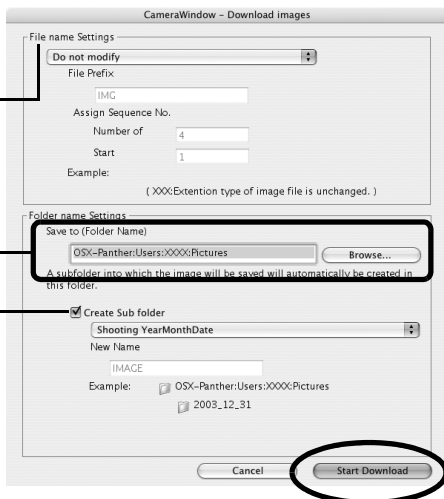 CameraWindow – Download images
File name Settings
Do not modify
File Prefix
IMG
Assign Sequence No.
Number of
4
Start
1
Example:
( XXX:Extention type of image file is unchanged. )
Folder name Settings
Save to (Folder Name)
OSX-Panther:Users:XXXX:Pictures
Browse...
A subfolder into which the image will be saved will automatically be created in
this folder.
Create Sub folder
Shooting YearMonthDate
New Name
IMAGE
Example:
OSX-Panther:Users:XXXX:Pictures
2003_12_31
Cancel
Start Download